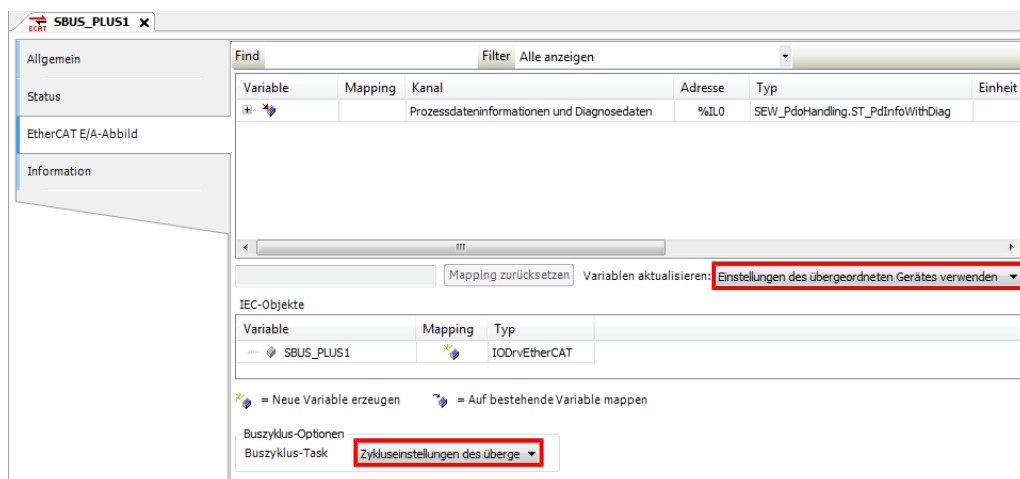 ECAT SBUS_PLUS1 X
Allgemein
Status
EtherCAT E/A-Abbild
Information
Find Filter Alle anzeigen
Variable Mapping Kanal Adresse Typ Einheit
Prozessdateninformationen und Diagnosedaten %IL0 SEW_PdoHandling.ST_PdInfoWithDiag
Mapping zurücksetzen Variablen aktualisieren: Einstellungen des übergeordneten Gerätes verwenden
IEC-Objekte
Variable Mapping Typ
SBUS_PLUS1 IODrvEtherCAT
= Neue Variable erzeugen = Auf bestehende Variable mappen
Buszyklus-Optionen
Buszyklus-Task Zykluseinstellungen des überge